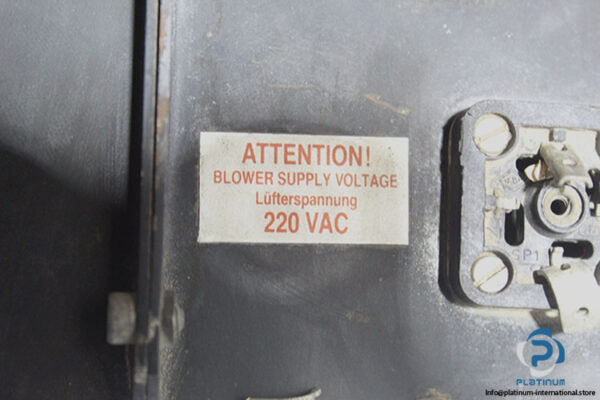 ATTENTION!
BLOWER SUPPLY VOLTAGE
Lüfterspannung
220 VAC
SP1
PLATINUM
Info@platinum-international.store